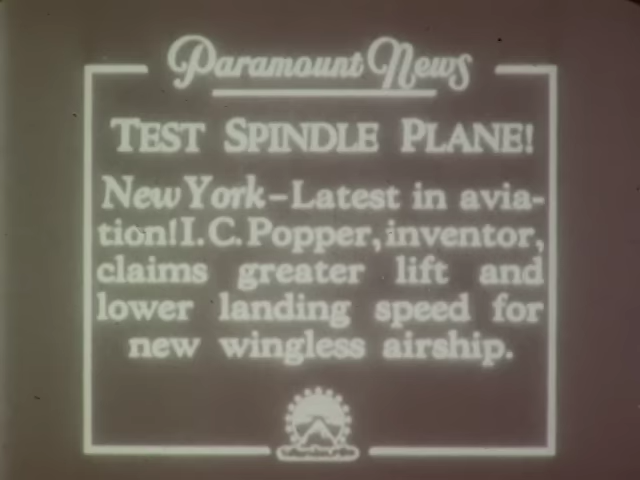 Paramount News
TEST SPINDLE PLANE!
New York–Latest in avia-
tion! I. C. Popper, inventor,
claims greater lift and
lower landing speed for
new wingless airship.